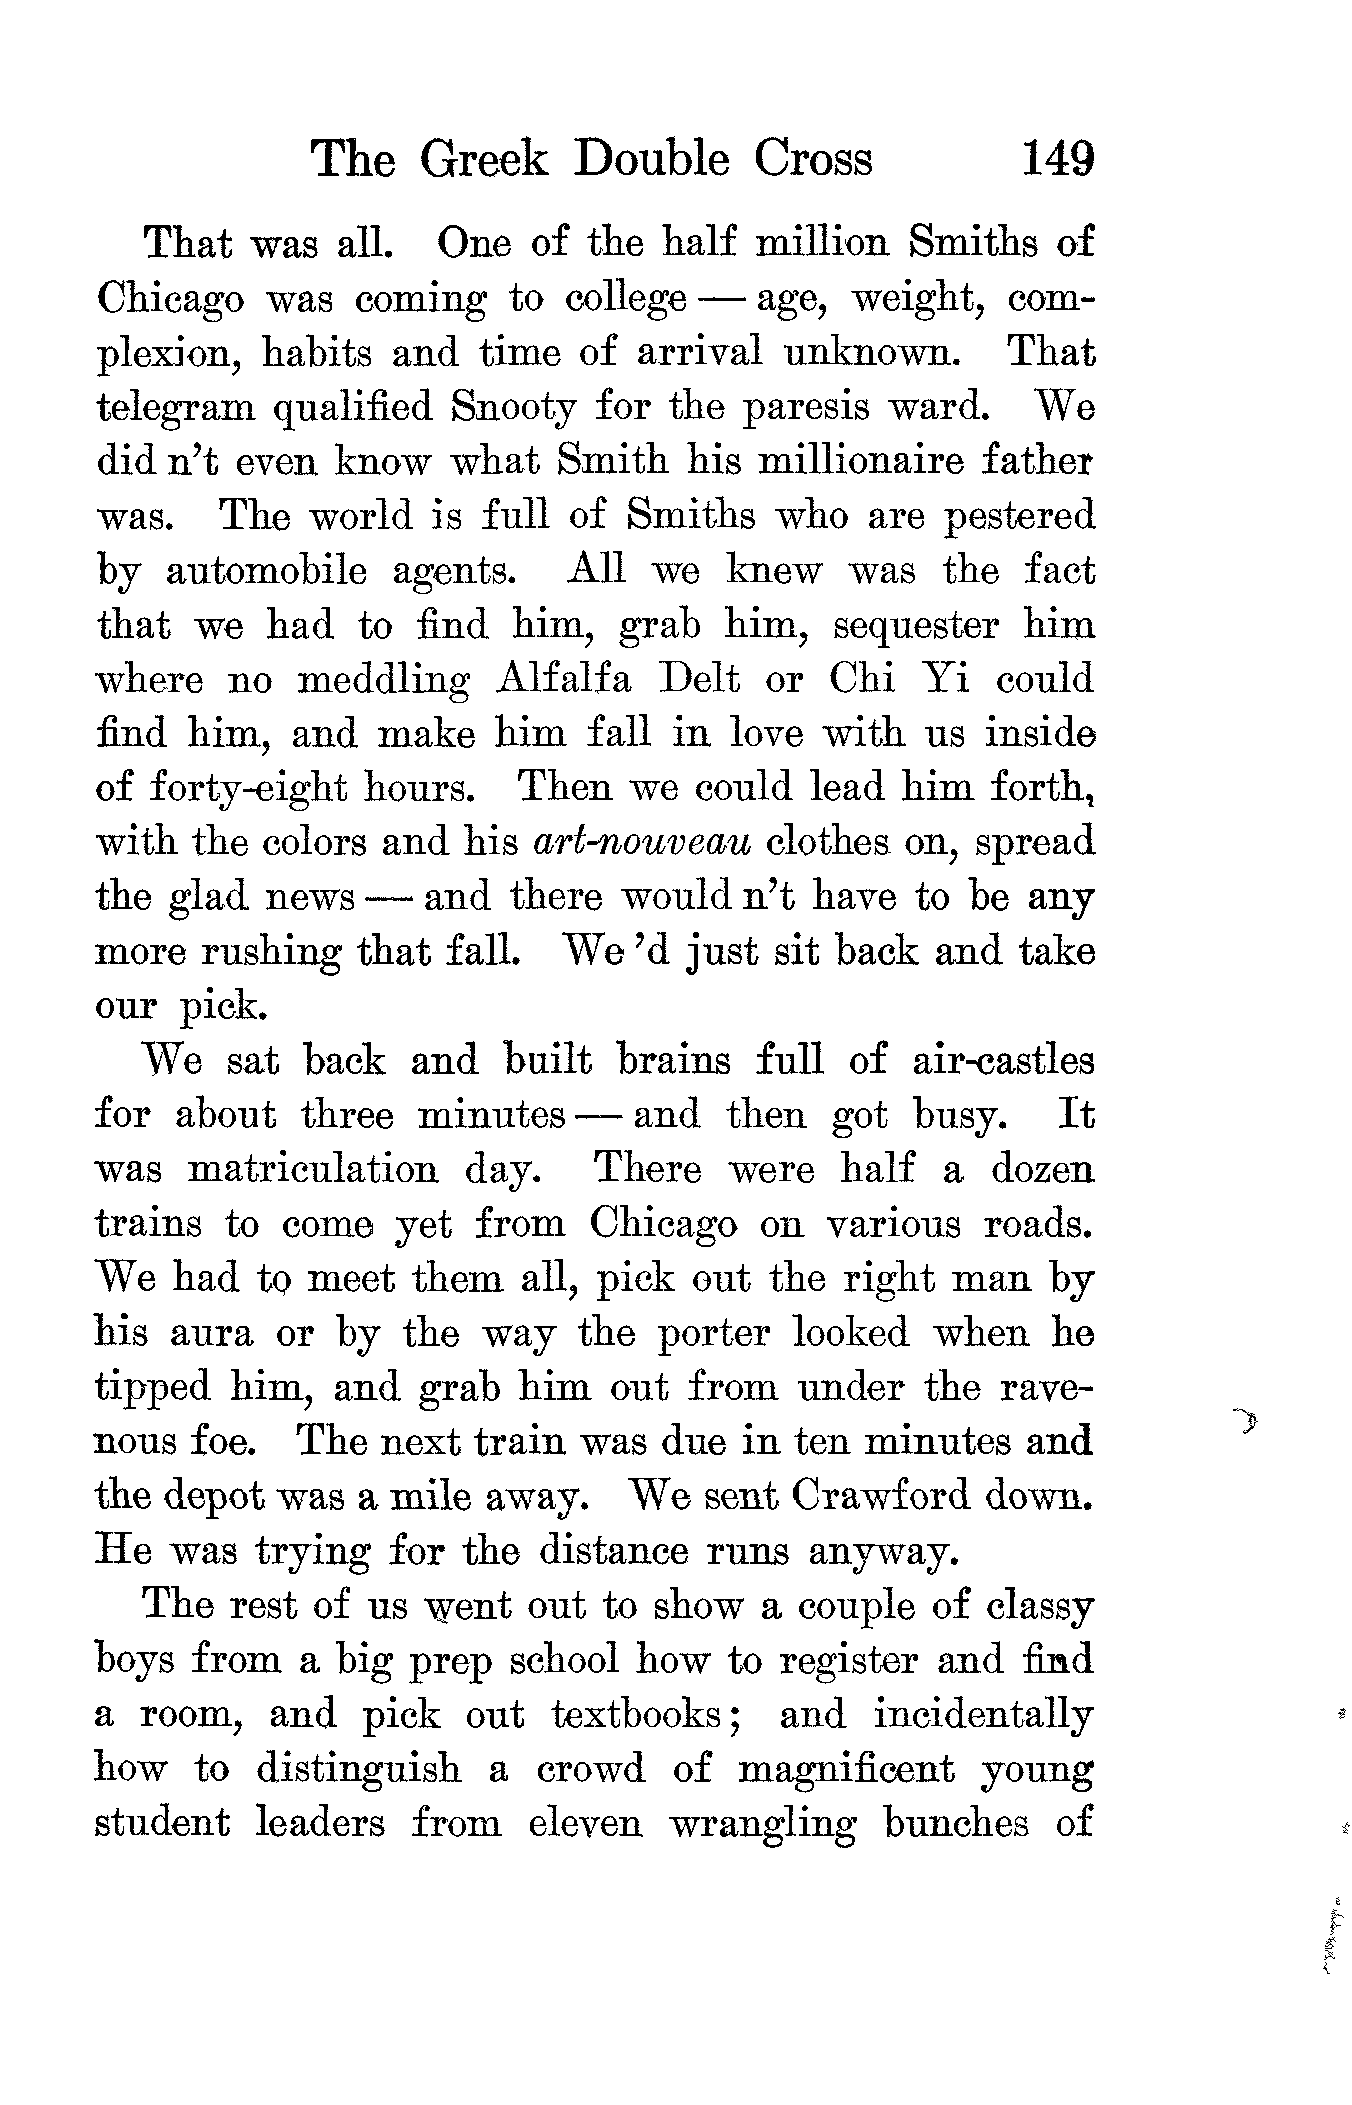 The Greek Double Cross 149
That was all. One of the half million Smiths of
Chicago was coming to college — age, weight, com-
plexion, habits and time of arrival unknown. That
telegram qualified Snooty for the paresis ward. We
did n't even know what Smith his millionaire father
was. The world is full of Smiths who are pestered
by automobile agents. All we knew was the fact
that we had to find him, grab him, sequester him
where no meddling Alfalfa Delt or Chi Yi could
find him, and make him fall in love with us inside
of forty-eight hours. Then we could lead him forth,
with the colors and his art-nouveau clothes on, spread
the glad news — and there would n't have to be any
more rushing that fall. We 'd just sit back and take
our pick.
We sat back and built brains full of air-castles
for about three minutes — and then got busy. It
was matriculation day. There were half a dozen
trains to come yet from Chicago on various roads.
We had to meet them all, pick out the right man by
his aura or by the way the porter looked when he
tipped him, and grab him out from under the rave-
nous foe. The next train was due in ten minutes and
the depot was a mile away. We sent Crawford down.
He was trying for the distance runs anyway.
The rest of us went out to show a couple of classy
boys from a big prep school how to register and find
a room, and pick out textbooks; and incidentally
how to distinguish a crowd of magnificent young
student leaders from eleven wrangling bunches of